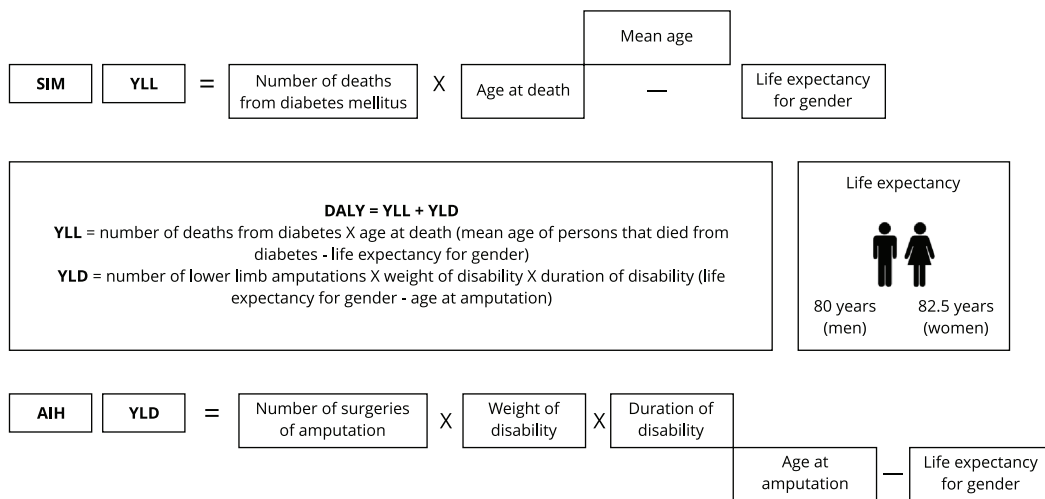 Mean age
SIM YLL = Number of deaths from diabetes mellitus X Age at death — Life expectancy for gender
DALY = YLL + YLD
YLL = number of deaths from diabetes X age at death (mean age of persons that died from
diabetes - life expectancy for gender)
YLD = number of lower limb amputations X weight of disability X duration of disability (life
expectancy for gender - age at amputation)
Life expectancy
80 years (men)
82.5 years (women)
AIH YLD = Number of surgeries of amputation X Weight of disability X Duration of disability
Age at amputation — Life expectancy for gender